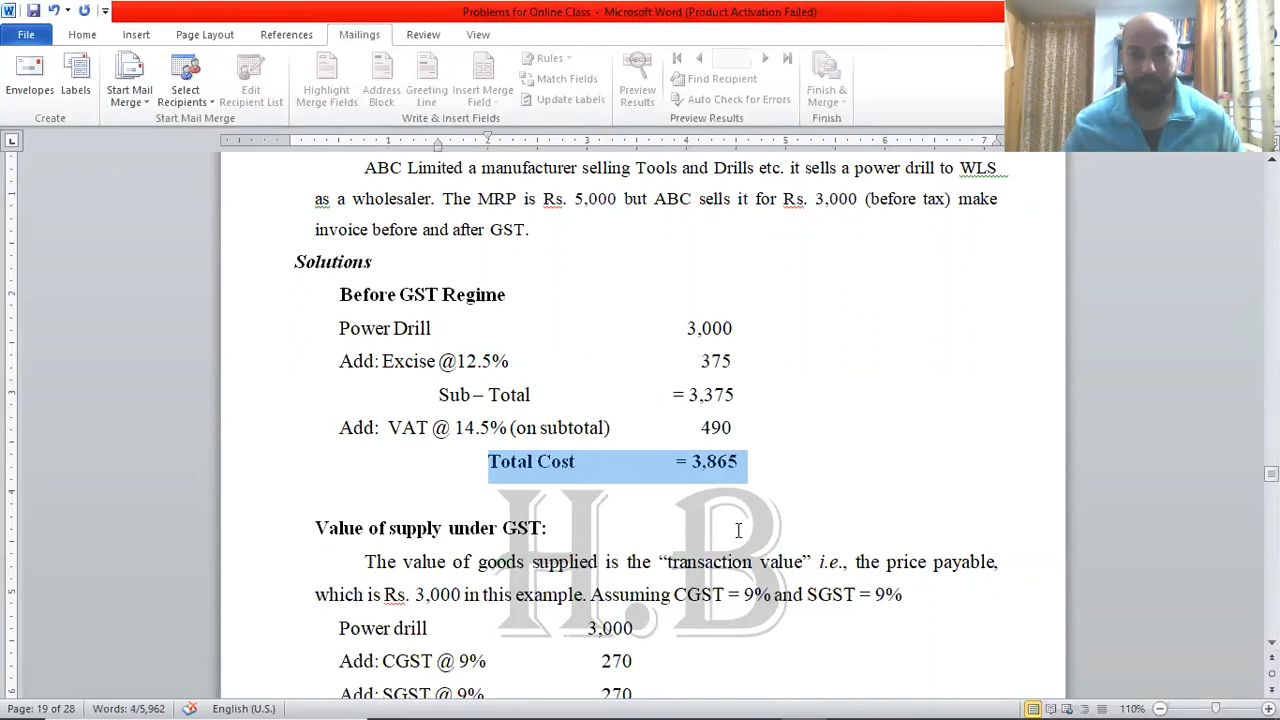 Problems for Online Class - Microsoft Word (Product Activation Failed)
File Home Insert Page Layout References Mailings Review View
Envelopes Labels
Start Mail Merge Select Recipients Edit Recipient List
Highlight Merge Fields Address Block Greeting Line Insert Merge Field
Rules
Match Fields
Update Labels
Preview Results
Find Recipient
Auto Check for Errors
Finish & Merge
Create Start Mail Merge Write & Insert Fields Preview Results Finish
ABC Limited a manufacturer selling Tools and Drills etc. it sells a power drill to WLS
as a wholesaler. The MRP is Rs. 5,000 but ABC sells it for Rs. 3,000 (before tax) make
invoice before and after GST.
Solutions
Before GST Regime
Power Drill 3,000
Add: Excise @12.5% 375
Sub – Total = 3,375
Add: VAT @ 14.5% (on subtotal) 490
Total Cost = 3,865
H.B
Value of supply under GST:
The value of goods supplied is the “transaction value” i.e., the price payable,
which is Rs. 3,000 in this example. Assuming CGST = 9% and SGST = 9%
Power drill 3,000
Add: CGST @ 9% 270
Add: SGST @ 9% 270
Page: 19 of 28 Words: 4/5,962 English (U.S.) 110%